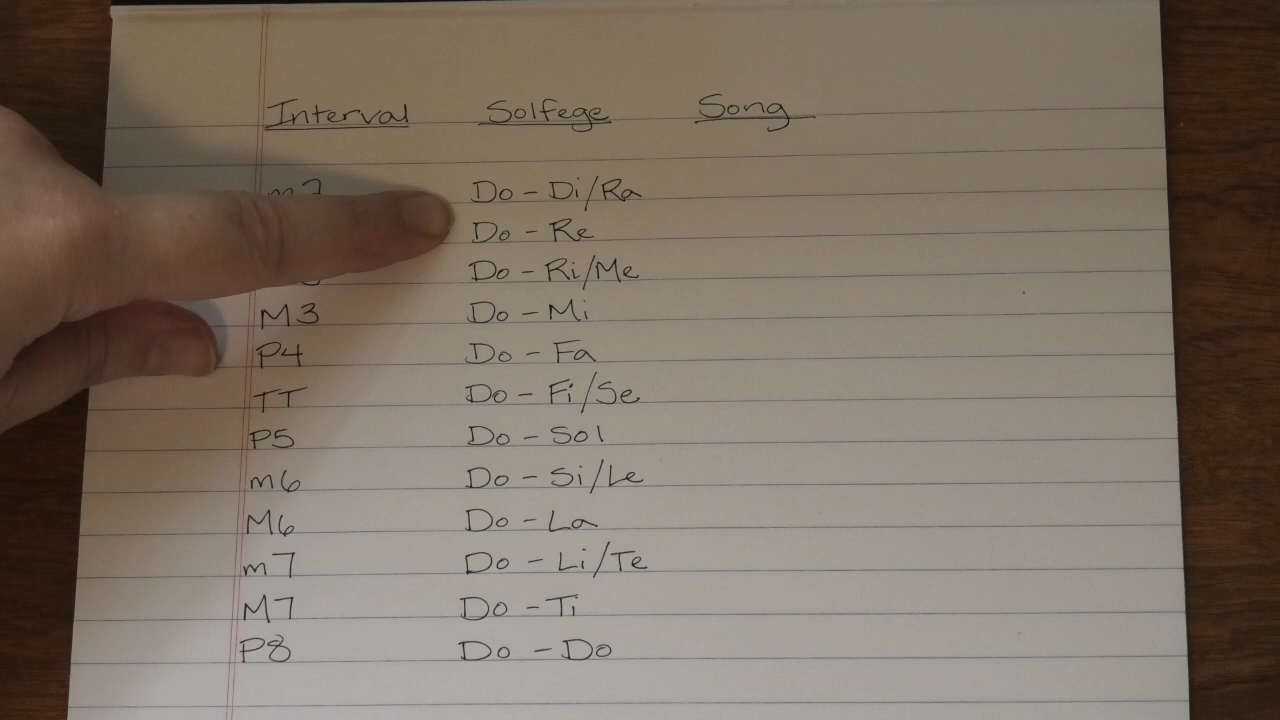 Interval Solfege Song
Do - Di/Ra
Do - Re
Do - Ri/Me
M3 Do - Mi
P4 Do - Fa
TT Do - Fi/Se
P5 Do - Sol
m6 Do - Si/Le
M6 Do - La
m7 Do - Li/Te
M7 Do - Ti
P8 Do - Do